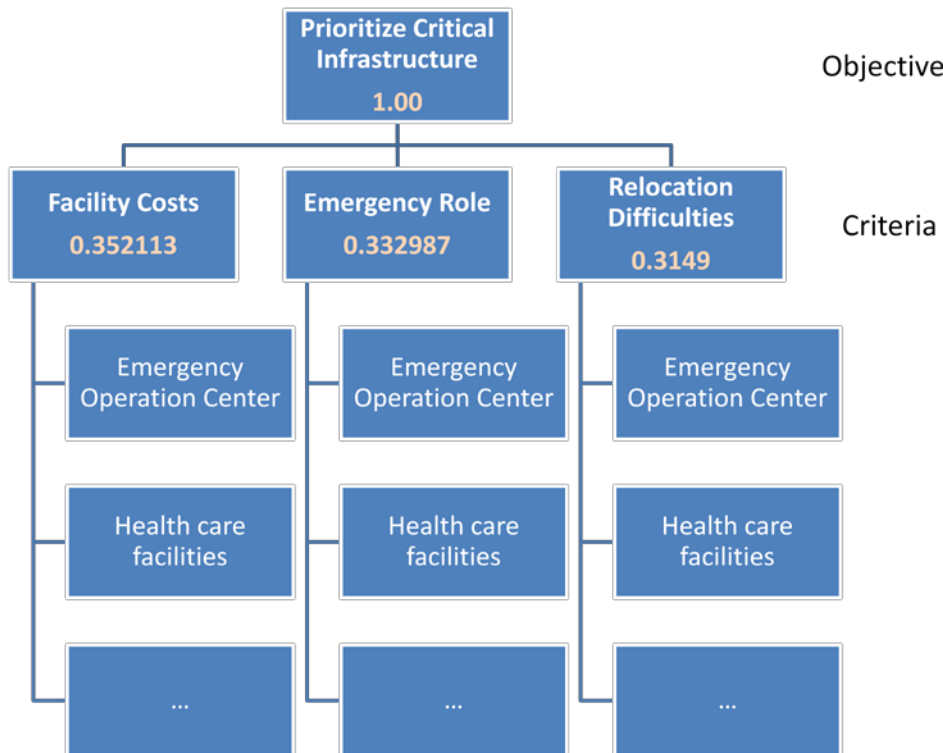 Prioritize Critical
Infrastructure
1.00
Objective
Facility Costs
0.352113
Emergency Role
0.332987
Relocation
Difficulties
0.3149
Criteria
Emergency
Operation Center
Emergency
Operation Center
Emergency
Operation Center
Health care
facilities
Health care
facilities
Health care
facilities
...
...
...